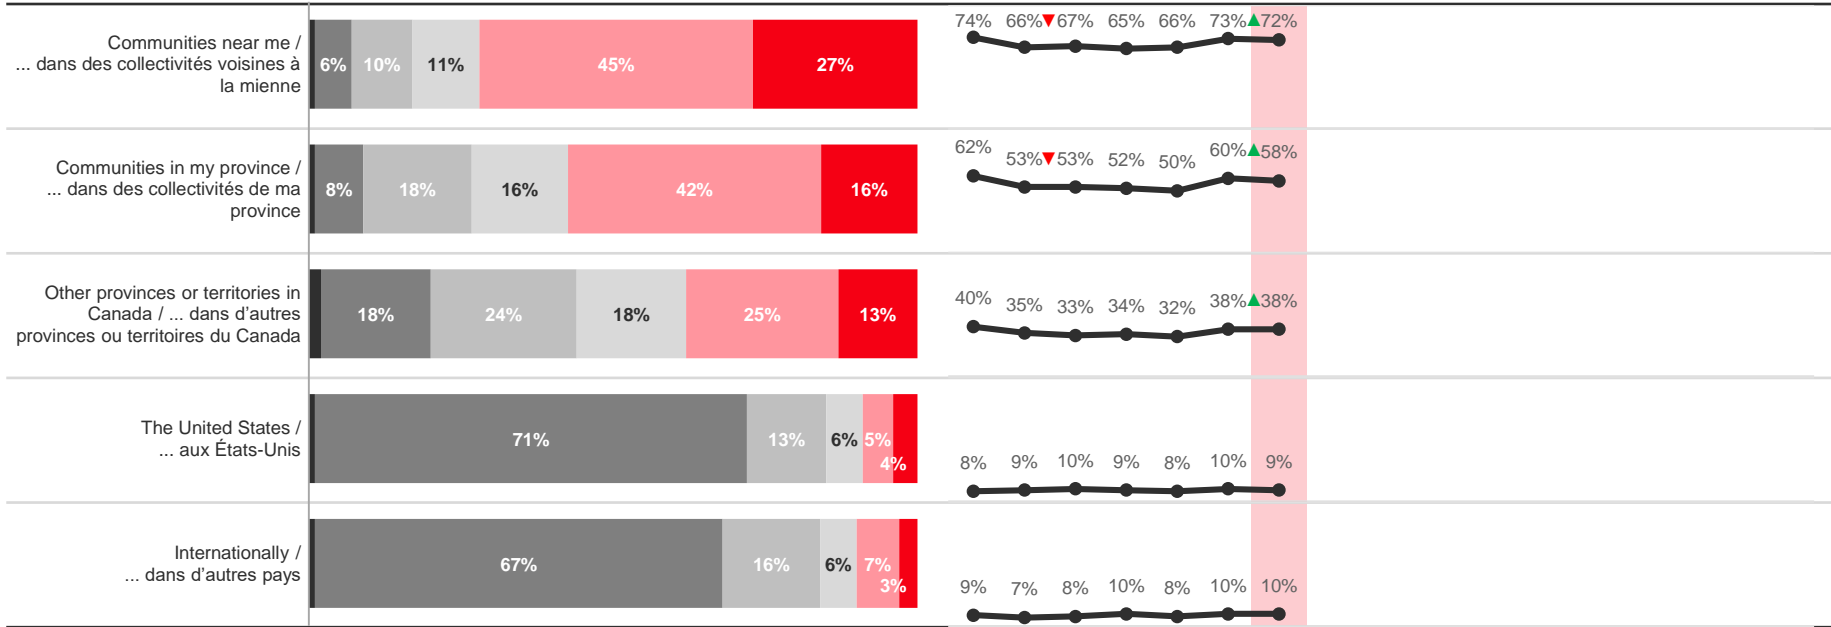 Communities near me /
... dans des collectivités voisines à
la mienne
6% 10% 11% 45% 27%
74% 66%▼67% 65% 66% 73%▲72%
Communities in my province /
... dans des collectivités de ma
province
8% 18% 16% 42% 16%
62% 53%▼53% 52% 50% 60%▲58%
Other provinces or territories in
Canada / ... dans d'autres
provinces ou territoires du Canada
18% 24% 18% 25% 13%
40% 35% 33% 34% 32% 38%▲38%
The United States /
... aux États-Unis
71% 13% 6% 5% 4%
8% 9% 10% 9% 8% 10% 9%
Internationally /
... dans d'autres pays
67% 16% 6% 7% 3%
9% 7% 8% 10% 8% 10% 10%